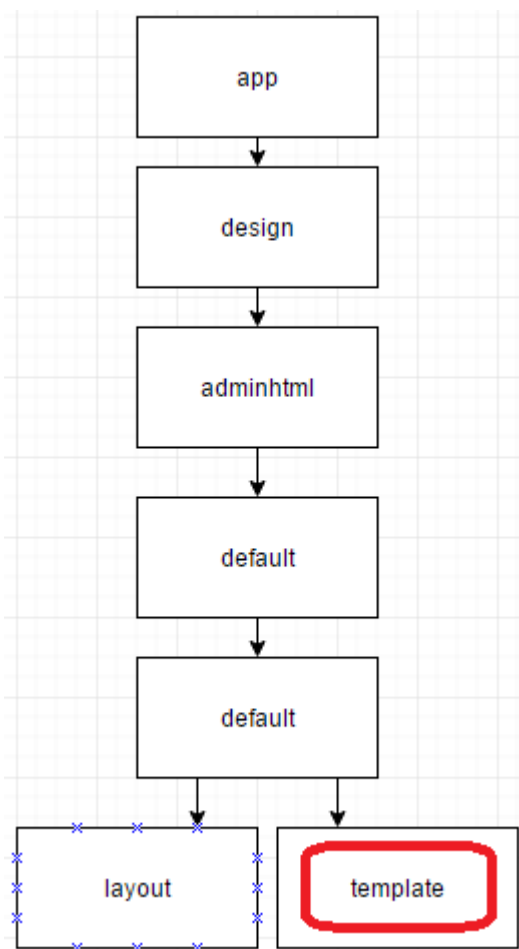 app
design
adminhtml
default
default
layout
template